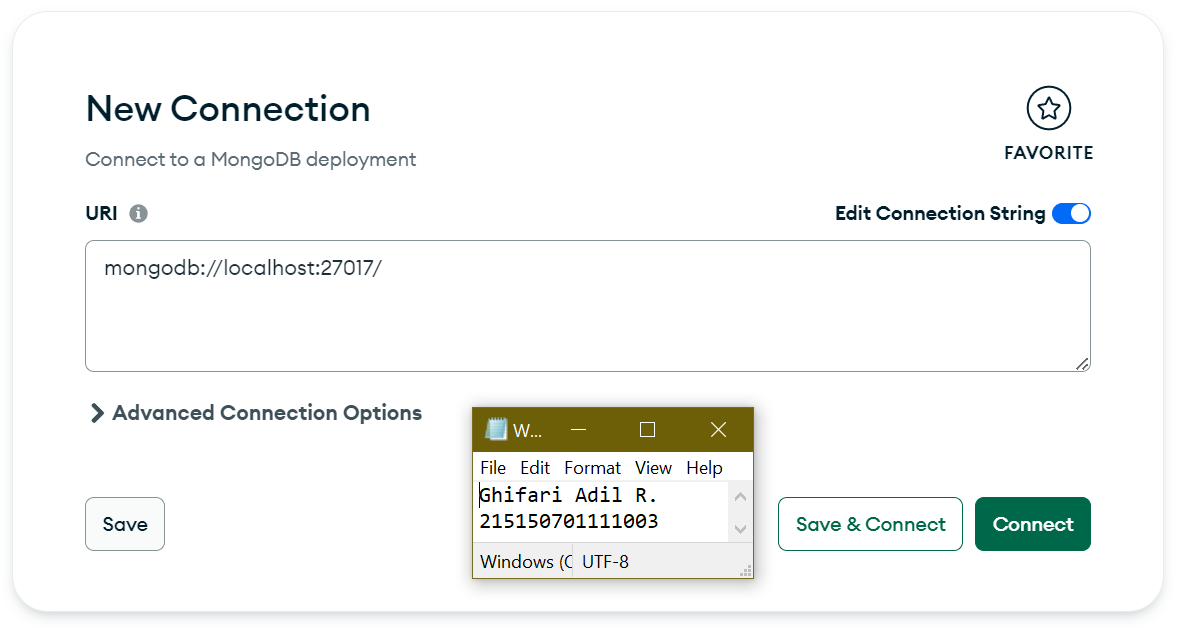 New Connection
FAVORITE
Connect to a MongoDB deployment
URI
Edit Connection String
mongodb://localhost:27017/
Advanced Connection Options
W...
File Edit Format View Help
Ghifari Adil R.
215150701111003
Windows (C UTF-8
Save
Save & Connect
Connect